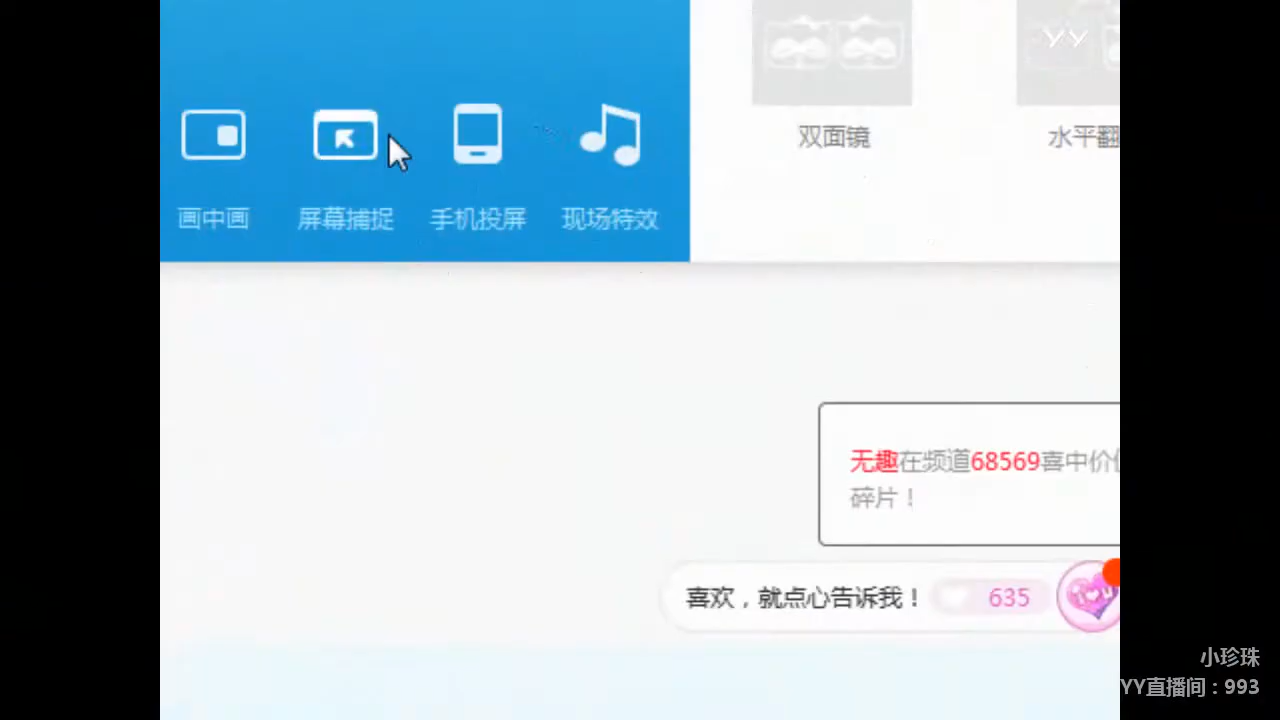 YY
双面镜
水平翻
画中画
屏幕捕捉
手机投屏
现场特效
无趣在频道68569喜中价
碎片！
喜欢，就点心告诉我！
635
小珍珠
YY直播间：993